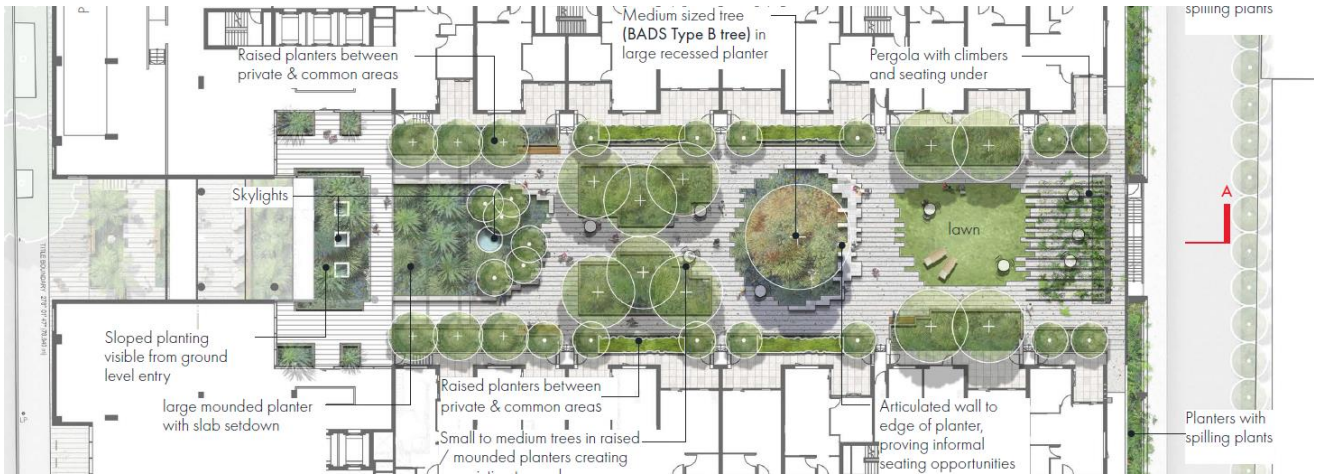 Medium sized tree
(BADS Type B tree) in
large recessed planter
spilling plants
Raised planters between
private & common areas
Pergola with climbers
and seating under
Skylights
A
lawn
Sloped planting
visible from ground
level entry
large mounded planter
with slab setdown
Raised planters between
private & common areas
Small to medium trees in raised
/ mounded planters creating
Articulated wall to
edge of planter,
proving informal
seating opportunities
Planters with
spilling plants
TITLE BOUNDARY
LP